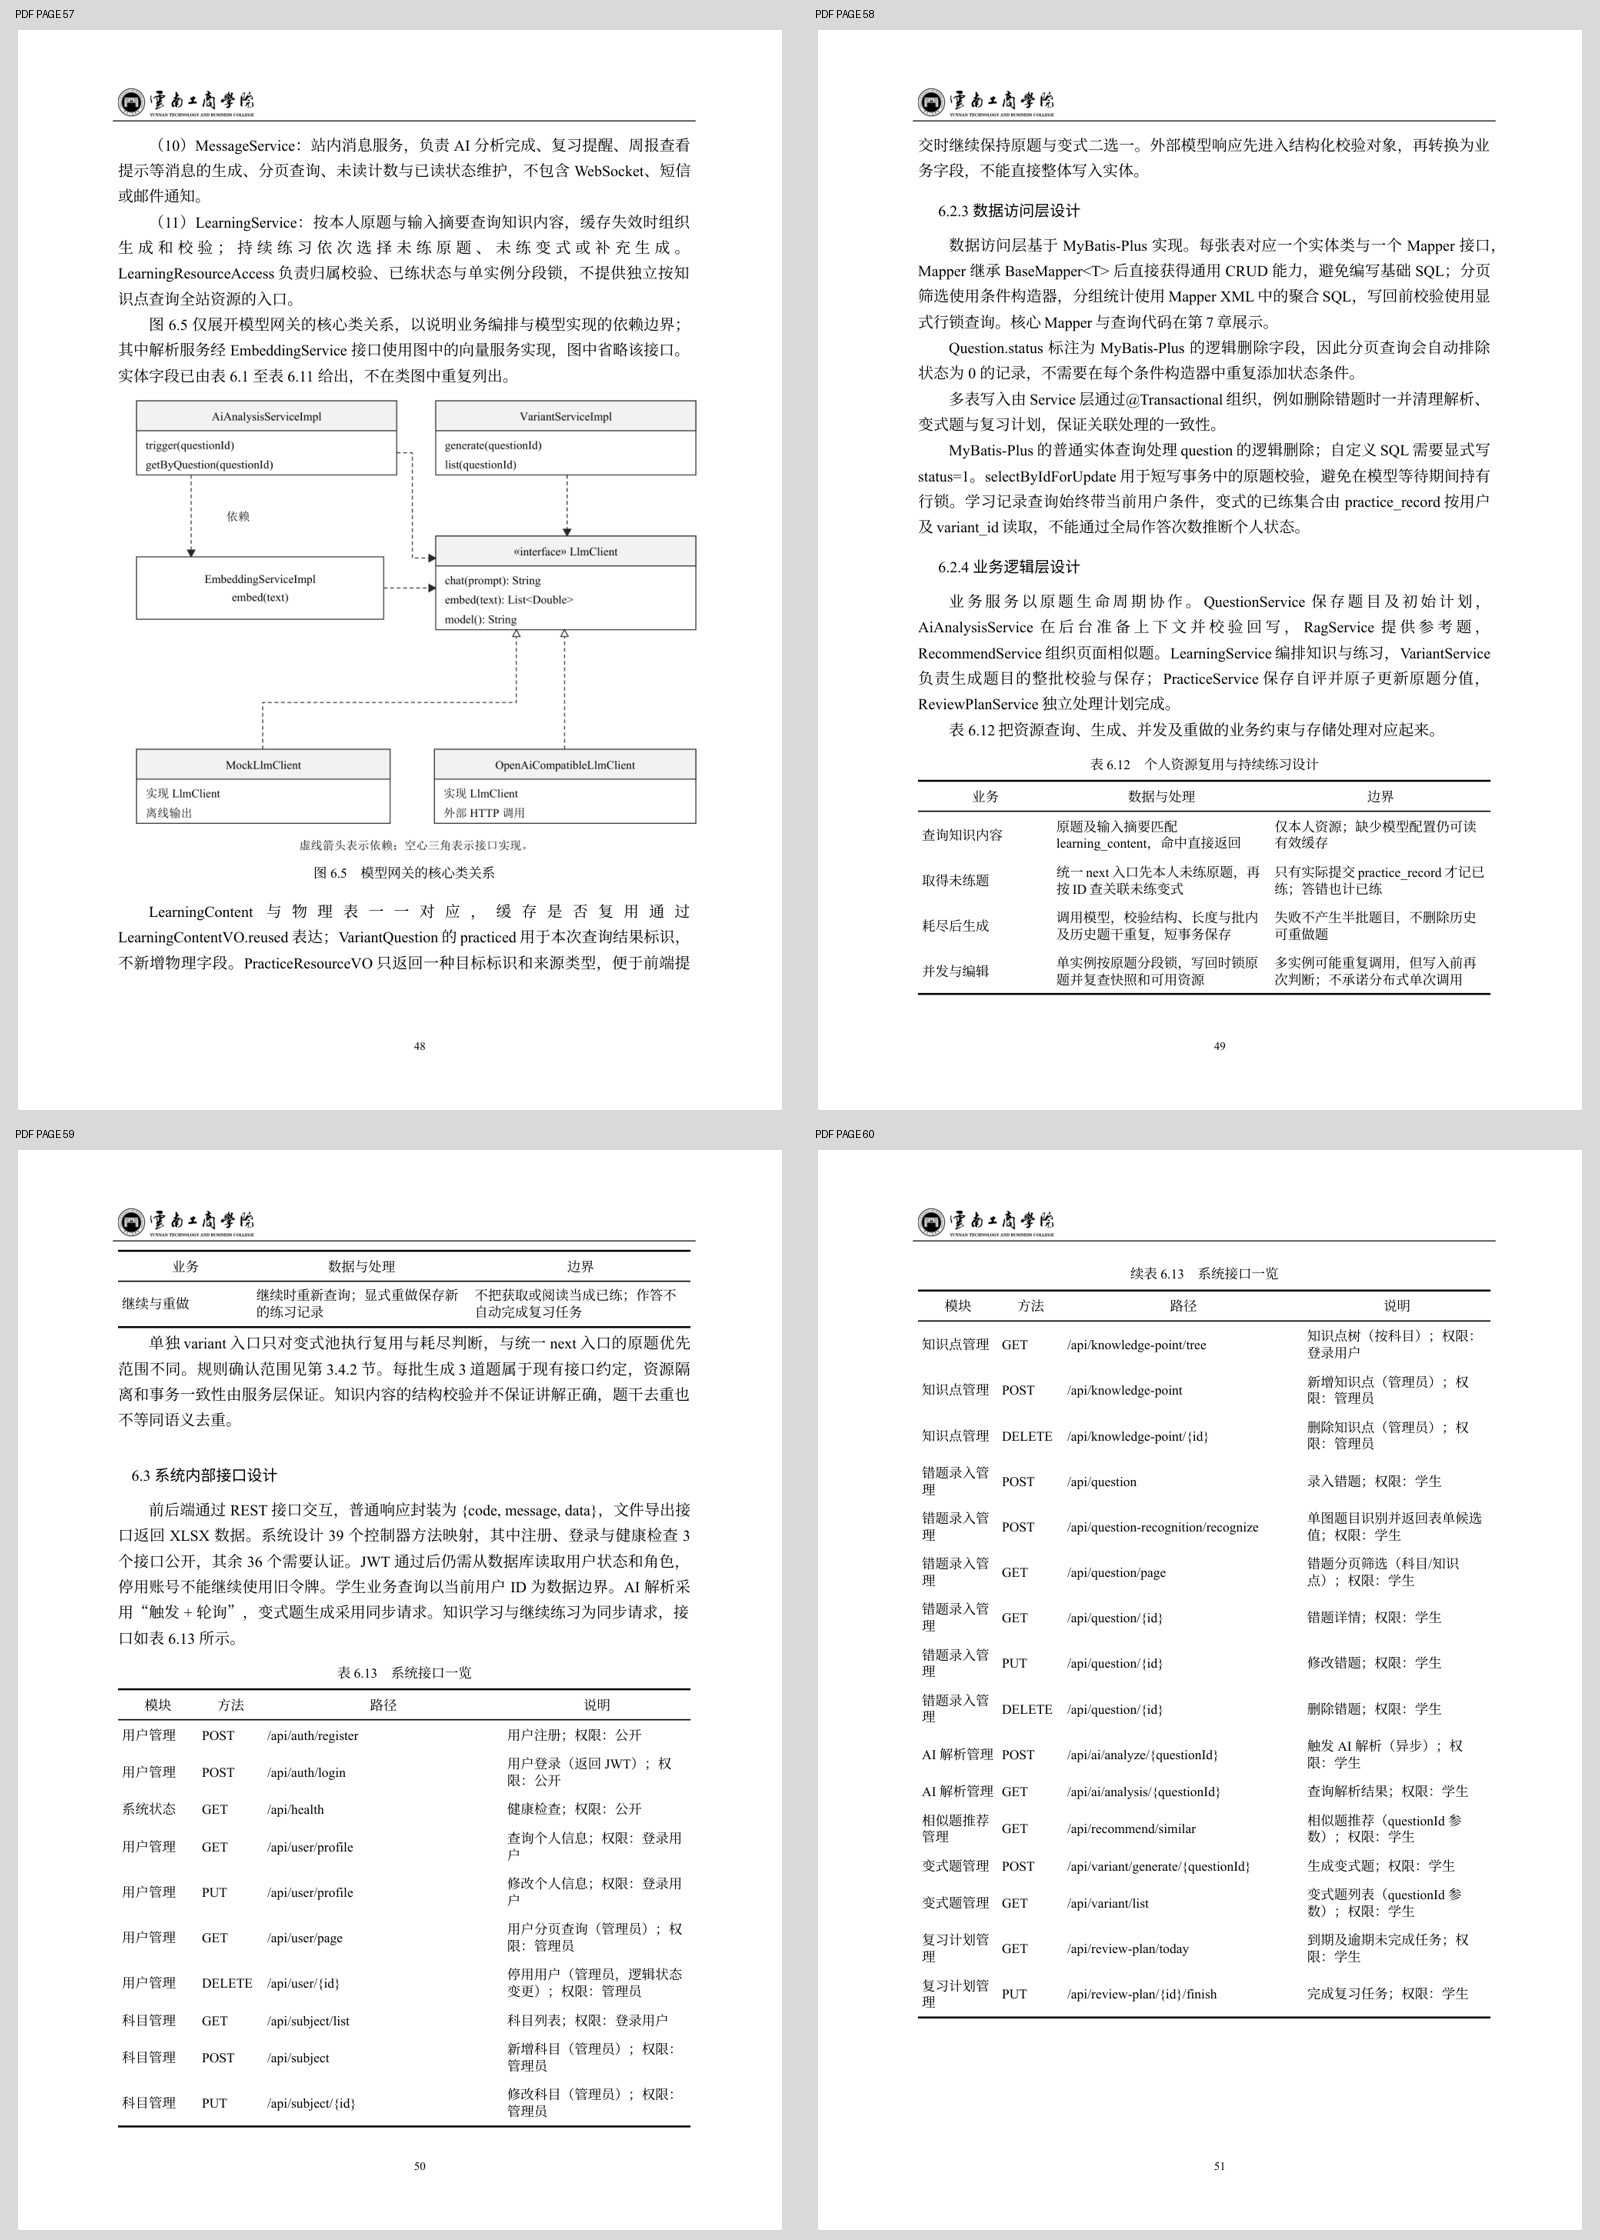 PDF PAGE 57
雲南工商學院
YUNNAN TECHNOLOGY AND BUSINESS COLLEGE
（10）MessageService：站内消息服务，负责 AI 分析完成、复习提醒、周报查看
提示等消息的生成、分页查询、未读计数与已读状态维护，不包含 WebSocket、短信
或邮件通知。
（11）LearningService：按本人原题与输入摘要查询知识内容，缓存失效时组织
生成和校验；持续练习依次选择未练原题、未练变式或补充生成。
LearningResourceAccess 负责归属校验、已练状态与单实例分段锁，不提供独立按知
识点查询全站资源的入口。
图 6.5 仅展开模型网关的核心类关系，以说明业务编排与模型实现的依赖边界；
其中解析服务经 EmbeddingService 接口使用图中的向量服务实现，图中省略该接口。
实体字段已由表 6.1 至表 6.11 给出，不在类图中重复列出。
AiAnalysisServiceImpl
trigger(questionId)
getByQuestion(questionId)
VariantServiceImpl
generate(questionId)
list(questionId)
依赖
EmbeddingServiceImpl
embed(text)
«interface» LlmClient
chat(prompt): String
embed(text): List<Double>
model(): String
MockLlmClient
实现 LlmClient
离线输出
OpenAiCompatibleLlmClient
实现 LlmClient
外部 HTTP 调用
虚线箭头表示依赖；空心三角表示接口实现。
图 6.5 模型网关的核心类关系
LearningContent 与物理表一一对应，缓存是否复用通过
LearningContentVO.reused 表达；VariantQuestion 的 practiced 用于本次查询结果标识，
不新增物理字段。PracticeResourceVO 只返回一种目标标识和来源类型，便于前端提
48
PDF PAGE 58
雲南工商學院
YUNNAN TECHNOLOGY AND BUSINESS COLLEGE
交时继续保持原题与变式二选一。外部模型响应先进入结构化校验对象，再转换为业
务字段，不能直接整体写入实体。
6.2.3 数据访问层设计
数据访问层基于 MyBatis-Plus 实现。每张表对应一个实体类与一个 Mapper 接口，
Mapper 继承 BaseMapper<T> 后直接获得通用 CRUD 能力，避免编写基础 SQL；分页
筛选使用条件构造器，分组统计使用 Mapper XML 中的聚合 SQL，写回前校验使用显
式行锁查询。核心 Mapper 与查询代码在第 7 章展示。
Question.status 标注为 MyBatis-Plus 的逻辑删除字段，因此分页查询会自动排除
状态为 0 的记录，不需要在每个条件构造器中重复添加状态条件。
多表写入由 Service 层通过@Transactional 组织，例如删除错题时一并清理解析、
变式题与复习计划，保证关联处理的一致性。
MyBatis-Plus 的普通实体查询处理 question 的逻辑删除；自定义 SQL 需要显式写
status=1。selectByIdForUpdate 用于短写事务中的原题校验，避免在模型等待期间持有
行锁。学习记录查询始终带当前用户条件，变式的已练集合由 practice_record 按用户
及 variant_id 读取，不能通过全局作答次数推断个人状态。
6.2.4 业务逻辑层设计
业务服务以原题生命周期协作。QuestionService 保存题目及初始计划，
AiAnalysisService 在后台准备上下文并校验回写，RagService 提供参考题，
RecommendService 组织页面相似题。LearningService 编排知识与练习，VariantService
负责生成题目的整批校验与保存；PracticeService 保存自评并原子更新原题分值，
ReviewPlanService 独立处理计划完成。
表 6.12 把资源查询、生成、并发及重做的业务约束与存储处理对应起来。
表 6.12 个人资源复用与持续练习设计
业务 数据与处理 边界
查询知识内容 原题及输入摘要匹配 learning_content，命中直接返回 仅本人资源；缺少模型配置仍可读有效缓存
取得未练题 统一 next 入口先本人未练原题，再按 ID 查关联未练变式 只有实际提交 practice_record 才记已练；答错也计已练
耗尽后生成 调用模型，校验结构、长度与批内及历史题干重复，短事务保存 失败不产生半批题目，不删除历史可重做题
并发与编辑 单实例按原题分段锁，写回时锁原题并复查快照和可用资源 多实例可能重复调用，但写入前再次判断；不承诺分布式单次调用
49
PDF PAGE 59
雲南工商學院
YUNNAN TECHNOLOGY AND BUSINESS COLLEGE
业务 数据与处理 边界
继续与重做 继续时重新查询；显式重做保存新的练习记录 不把获取或阅读当成已练；作答不自动完成复习任务
单独 variant 入口只对变式池执行复用与耗尽判断，与统一 next 入口的原题优先
范围不同。规则确认范围见第 3.4.2 节。每批生成 3 道题属于现有接口约定，资源隔
离和事务一致性由服务层保证。知识内容的结构校验并不保证讲解正确，题干去重也
不等同语义去重。
6.3 系统内部接口设计
前后端通过 REST 接口交互，普通响应封装为 {code, message, data}，文件导出接
口返回 XLSX 数据。系统设计 39 个控制器方法映射，其中注册、登录与健康检查 3
个接口公开，其余 36 个需要认证。JWT 通过后仍需从数据库读取用户状态和角色，
停用账号不能继续使用旧令牌。学生业务查询以当前用户 ID 为数据边界。AI 解析采
用“触发 + 轮询”，变式题生成采用同步请求。知识学习与继续练习为同步请求，接
口如表 6.13 所示。
表 6.13 系统接口一览
模块 方法 路径 说明
用户管理 POST /api/auth/register 用户注册；权限：公开
用户管理 POST /api/auth/login 用户登录（返回 JWT）；权限：公开
系统状态 GET /api/health 健康检查；权限：公开
用户管理 GET /api/user/profile 查询个人信息；权限：登录用户
用户管理 PUT /api/user/profile 修改个人信息；权限：登录用户
用户管理 GET /api/user/page 用户分页查询（管理员）；权限：管理员
用户管理 DELETE /api/user/{id} 停用用户（管理员，逻辑状态变更）；权限：管理员
科目管理 GET /api/subject/list 科目列表；权限：登录用户
科目管理 POST /api/subject 新增科目（管理员）；权限：管理员
科目管理 PUT /api/subject/{id} 修改科目（管理员）；权限：管理员
50
PDF PAGE 60
雲南工商學院
YUNNAN TECHNOLOGY AND BUSINESS COLLEGE
续表 6.13 系统接口一览
模块 方法 路径 说明
知识点管理 GET /api/knowledge-point/tree 知识点树（按科目）；权限：登录用户
知识点管理 POST /api/knowledge-point 新增知识点（管理员）；权限：管理员
知识点管理 DELETE /api/knowledge-point/{id} 删除知识点（管理员）；权限：管理员
错题录入管理 POST /api/question 录入错题；权限：学生
错题录入管理 POST /api/question-recognition/recognize 单图题目识别并返回表单候选值；权限：学生
错题录入管理 GET /api/question/page 错题分页筛选（科目/知识点）；权限：学生
错题录入管理 GET /api/question/{id} 错题详情；权限：学生
错题录入管理 PUT /api/question/{id} 修改错题；权限：学生
错题录入管理 DELETE /api/question/{id} 删除错题；权限：学生
AI 解析管理 POST /api/ai/analyze/{questionId} 触发 AI 解析（异步）；权限：学生
AI 解析管理 GET /api/ai/analysis/{questionId} 查询解析结果；权限：学生
相似题推荐管理 GET /api/recommend/similar 相似题推荐（questionId 参数）；权限：学生
变式题管理 POST /api/variant/generate/{questionId} 生成变式题；权限：学生
变式题管理 GET /api/variant/list 变式题列表（questionId 参数）；权限：学生
复习计划管理 GET /api/review-plan/today 到期及逾期未完成任务；权限：学生
复习计划管理 PUT /api/review-plan/{id}/finish 完成复习任务；权限：学生
51